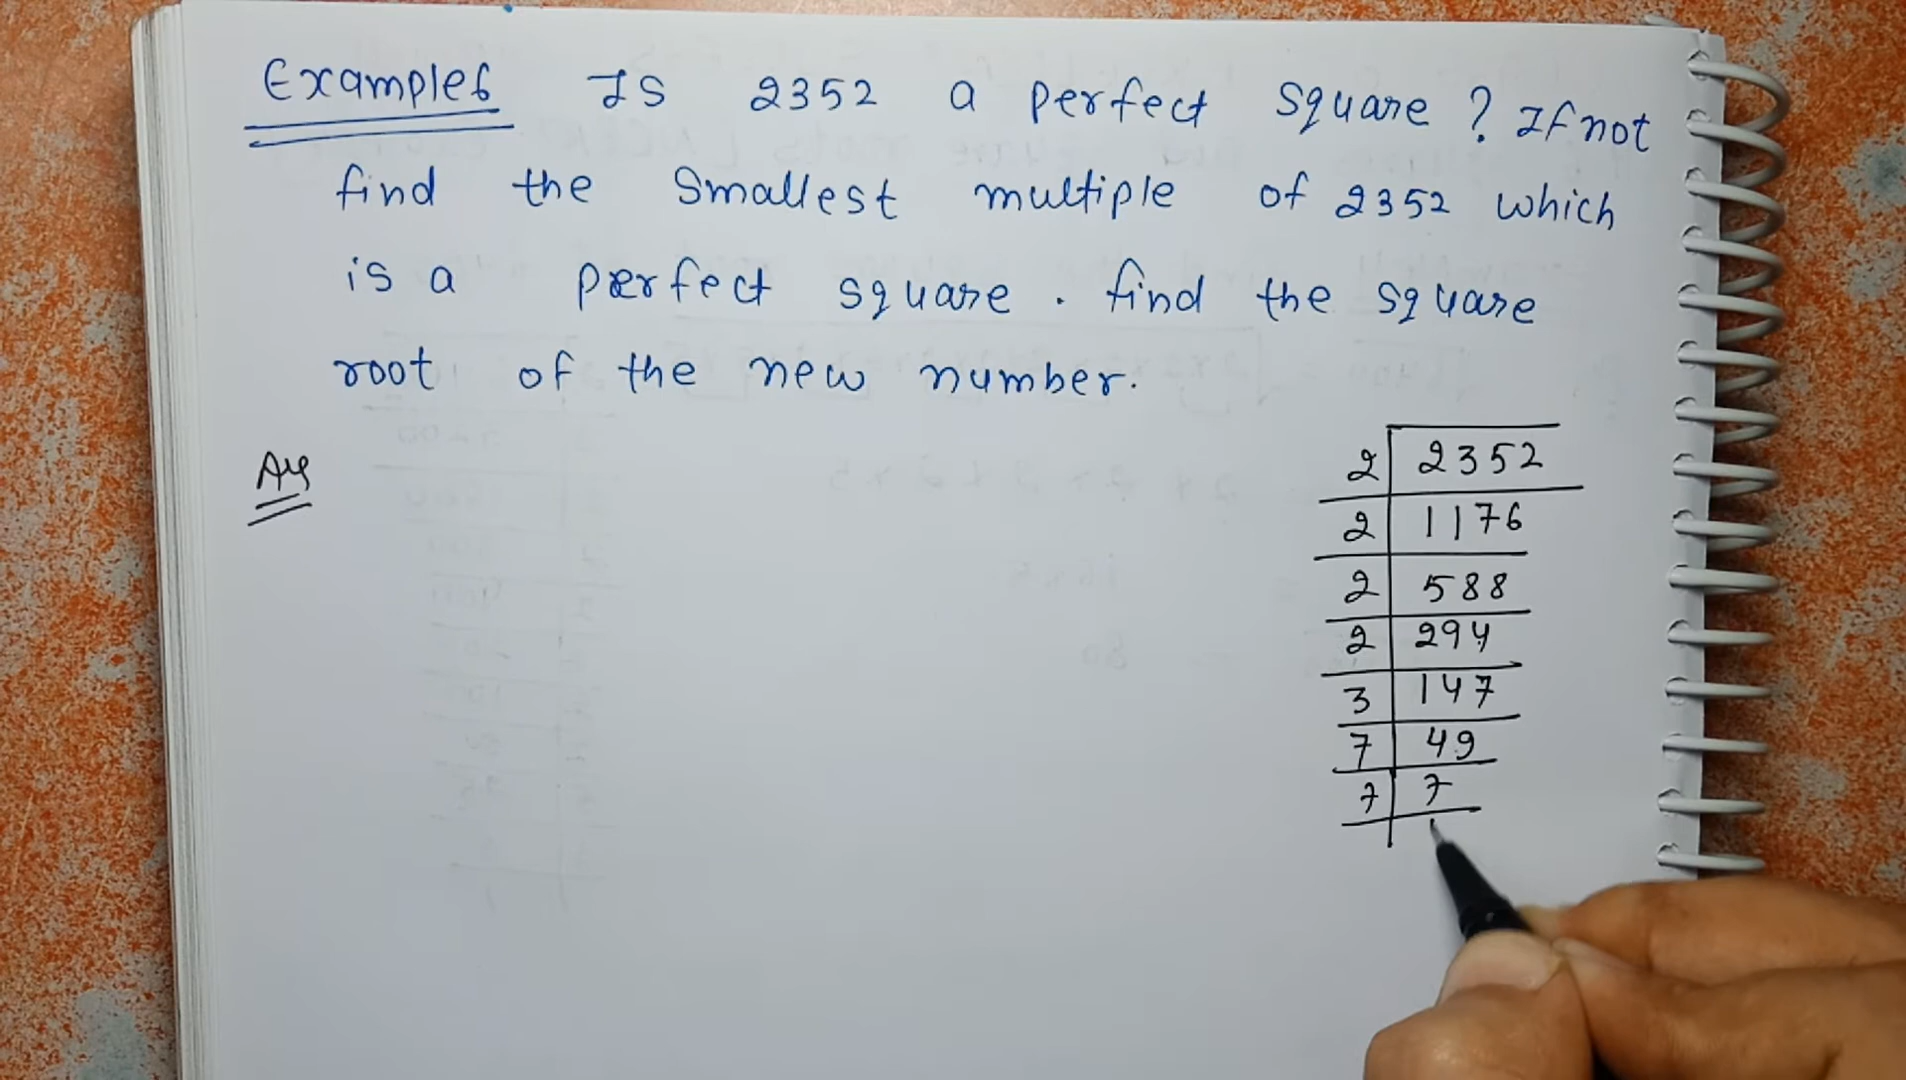 Example6 Is 2352 a perfect square ? If not
find the smallest multiple of 2352 which
is a perfect square . find the square
root of the new number.
Ans
2 2352
2 1176
2 588
2 294
3 147
7 49
7 7
1